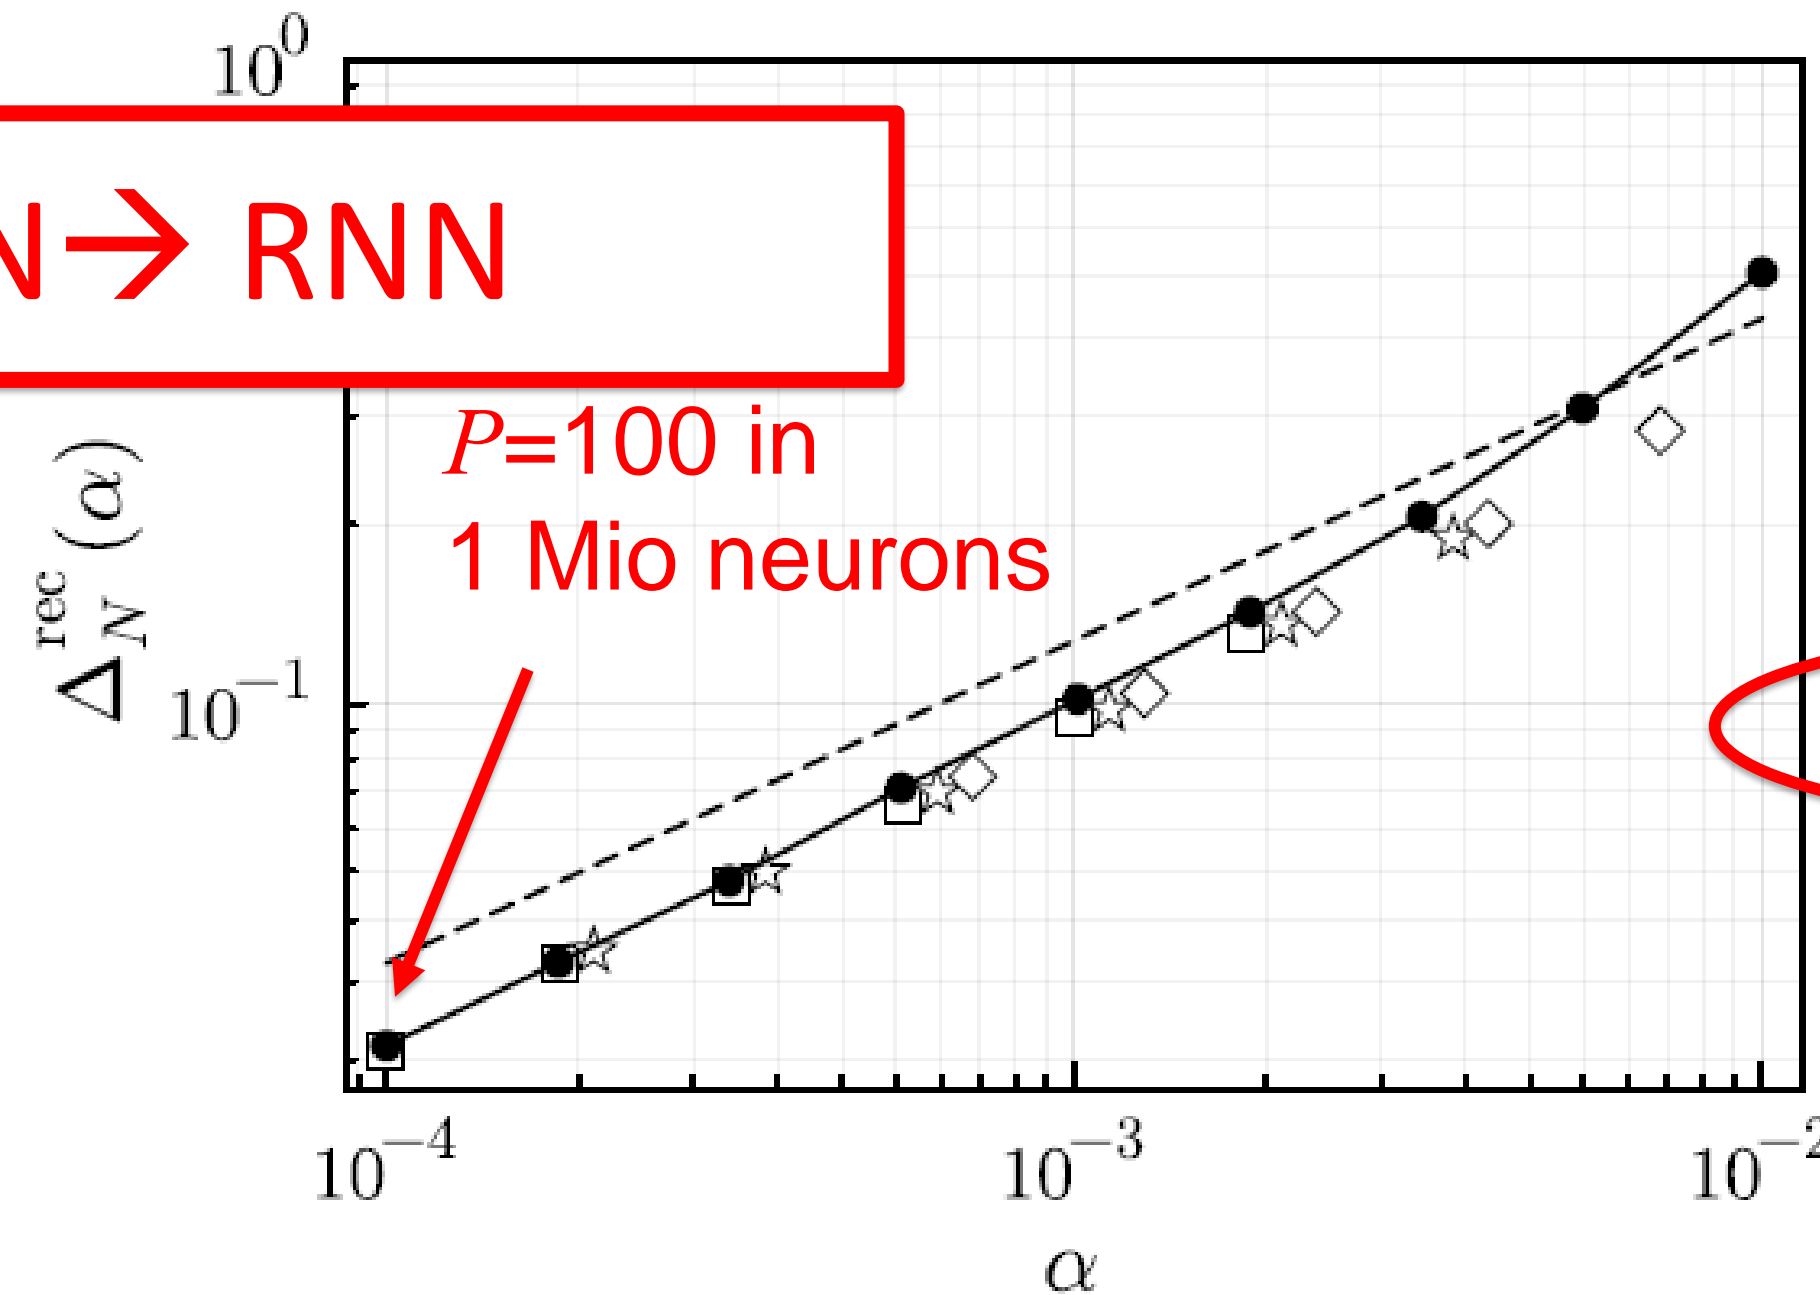 10^0
N→ RNN
P=100 in
1 Mio neurons
Δ_N^rec (α)
10^−1
10^−4
10^−3
10^−2
α